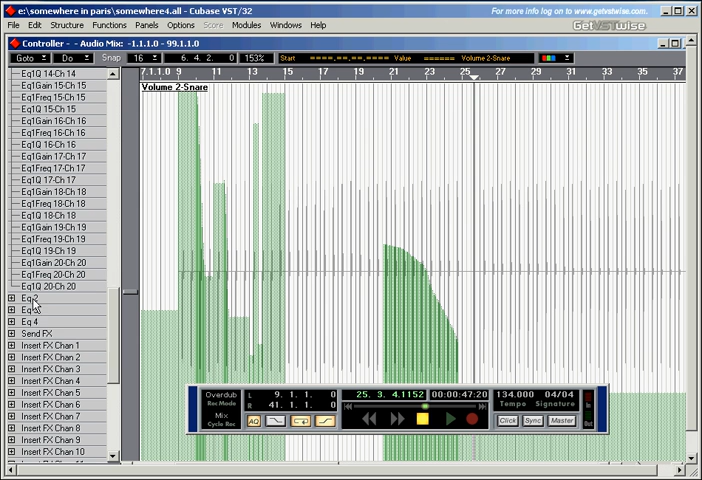 e:\somewhere in paris\somewhere4.all - Cubase VST/32
For more info log on to www.getvstwise.com
File Edit Structure Functions Panels Options Score Audio Modules Windows Help
GetVSTwise
Controller - - Audio Mix: -1.1.1.0 - 99.1.1.0
Goto Do Snap 16 6. 4. 2. 0 153% Start ====.==.==.==== Value ====== Volume 2-Snare
7.1.1.0 9 11 13 15 17 19 21 23 25 27 29 31 33 35 37
Volume 2-Snare
Eq1Q 14-Ch 14
Eq1Gain 15-Ch 15
Eq1Freq 15-Ch 15
Eq1Q 15-Ch 15
Eq1Gain 16-Ch 16
Eq1Freq 16-Ch 16
Eq1Q 16-Ch 16
Eq1Gain 17-Ch 17
Eq1Freq 17-Ch 17
Eq1Q 17-Ch 17
Eq1Gain 18-Ch 18
Eq1Freq 18-Ch 18
Eq1Q 18-Ch 18
Eq1Gain 19-Ch 19
Eq1Freq 19-Ch 19
Eq1Q 19-Ch 19
Eq1Gain 20-Ch 20
Eq1Freq 20-Ch 20
Eq1Q 20-Ch 20
Eq 2
Eq
Eq 4
Send FX
Insert FX Chan 1
Insert FX Chan 2
Insert FX Chan 3
Insert FX Chan 4
Insert FX Chan 5
Insert FX Chan 6
Insert FX Chan 7
Insert FX Chan 8
Insert FX Chan 9
Insert FX Chan 10
Overdub L 9. 1. 1. 0 25. 3. 4.1152 00:00:47:20 134.000 04/04 In
Rec Mode R 41. 1. 1. 0 Tempo Signature
Mix AQ Click Sync Master Out
Cycle Rec